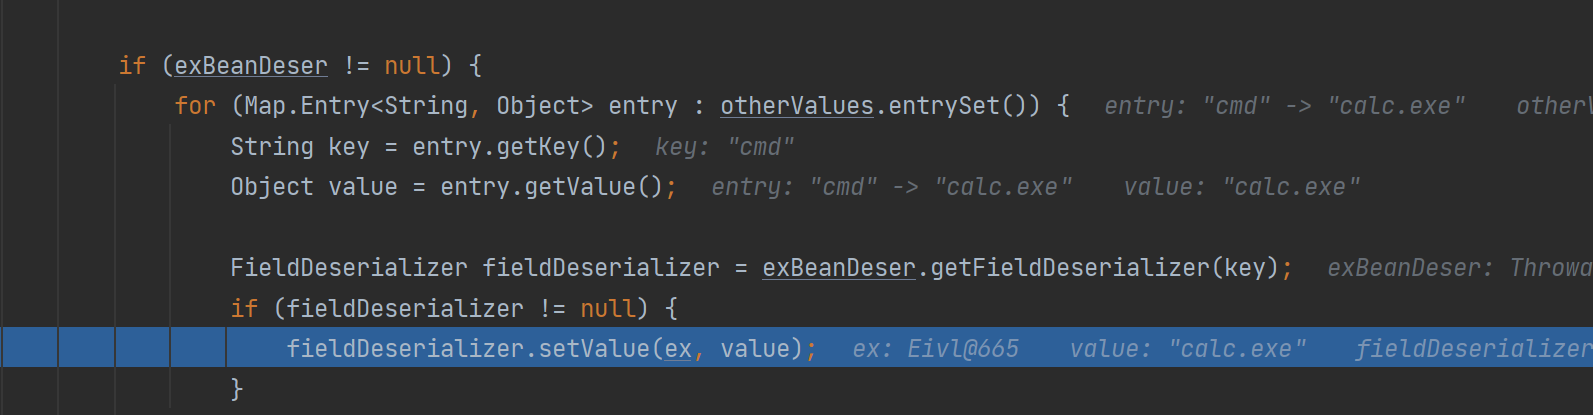 if (exBeanDeser != null) {
for (Map.Entry<String, Object> entry : otherValues.entrySet()) { entry: "cmd" -> "calc.exe" otherV
String key = entry.getKey(); key: "cmd"
Object value = entry.getValue(); entry: "cmd" -> "calc.exe" value: "calc.exe"
FieldDeserializer fieldDeserializer = exBeanDeser.getFieldDeserializer(key); exBeanDeser: Throwa
if (fieldDeserializer != null) {
fieldDeserializer.setValue(ex, value); ex: Eivl@665 value: "calc.exe" fieldDeserializer
}